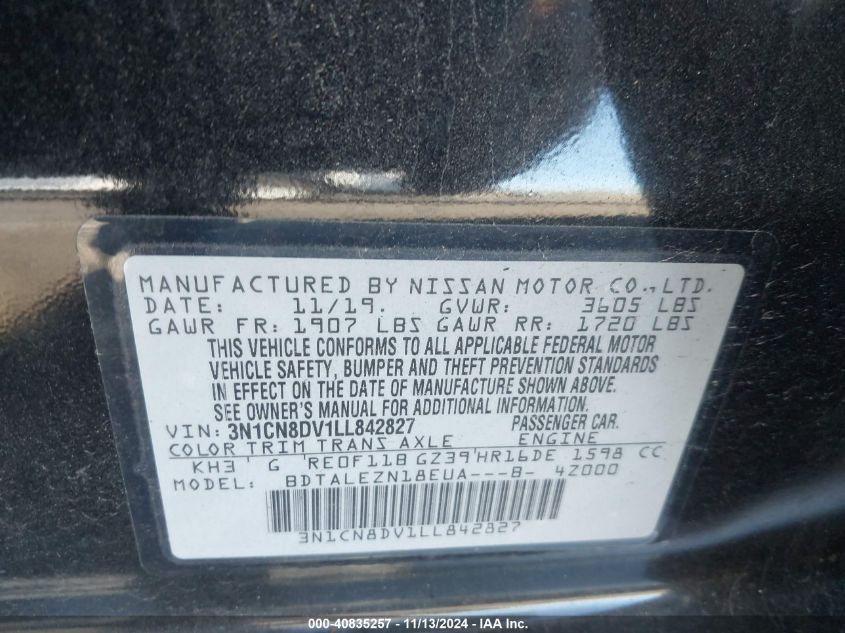 MANUFACTURED BY NISSAN MOTOR CO., LTD.
DATE: 11/19. GVWR: 3605 LBS
GAWR FR: 1907 LBS GAWR RR: 1720 LBS
THIS VEHICLE CONFORMS TO ALL APPLICABLE FEDERAL MOTOR
VEHICLE SAFETY, BUMPER AND THEFT PREVENTION STANDARDS
IN EFFECT ON THE DATE OF MANUFACTURE SHOWN ABOVE.
SEE OWNER'S MANUAL FOR ADDITIONAL INFORMATION.
VIN: 3N1CN8DV1LL842827 PASSENGER CAR.
COLOR TRIM TRANS AXLE ENGINE
KH3 ' G ' RE0F11B GZ39 ' HR16DE 1598 CC
MODEL: BDTALEZN18EUA---B- 4Z000
3N1CN8DV1LL842827
000-40835257 - 11/13/2024 - IAA Inc.